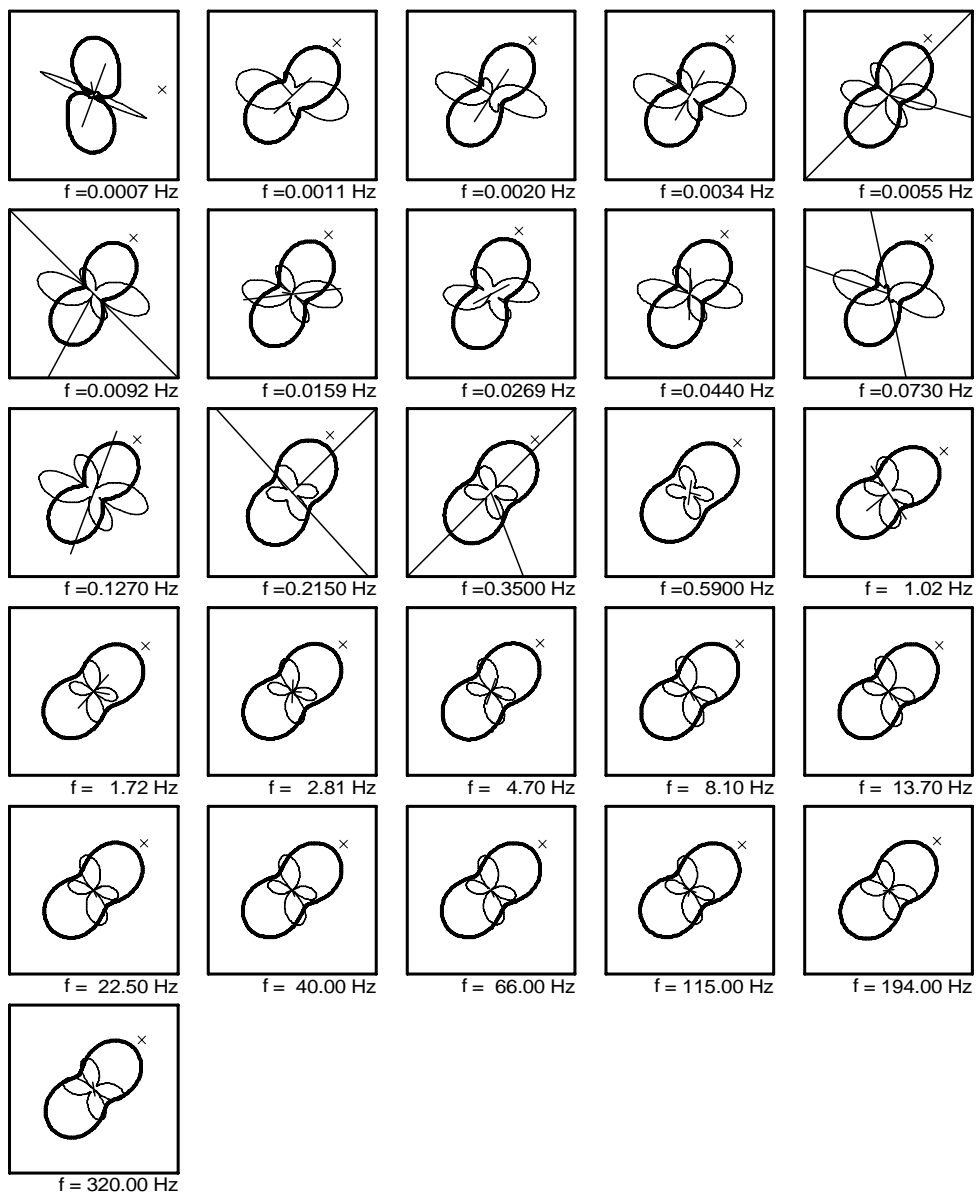 f =0.0007 Hz f =0.0011 Hz f =0.0020 Hz f =0.0034 Hz f =0.0055 Hz
f =0.0092 Hz f =0.0159 Hz f =0.0269 Hz f =0.0440 Hz f =0.0730 Hz
f =0.1270 Hz f =0.2150 Hz f =0.3500 Hz f =0.5900 Hz f = 1.02 Hz
f = 1.72 Hz f = 2.81 Hz f = 4.70 Hz f = 8.10 Hz f = 13.70 Hz
f = 22.50 Hz f = 40.00 Hz f = 66.00 Hz f = 115.00 Hz f = 194.00 Hz
f = 320.00 Hz